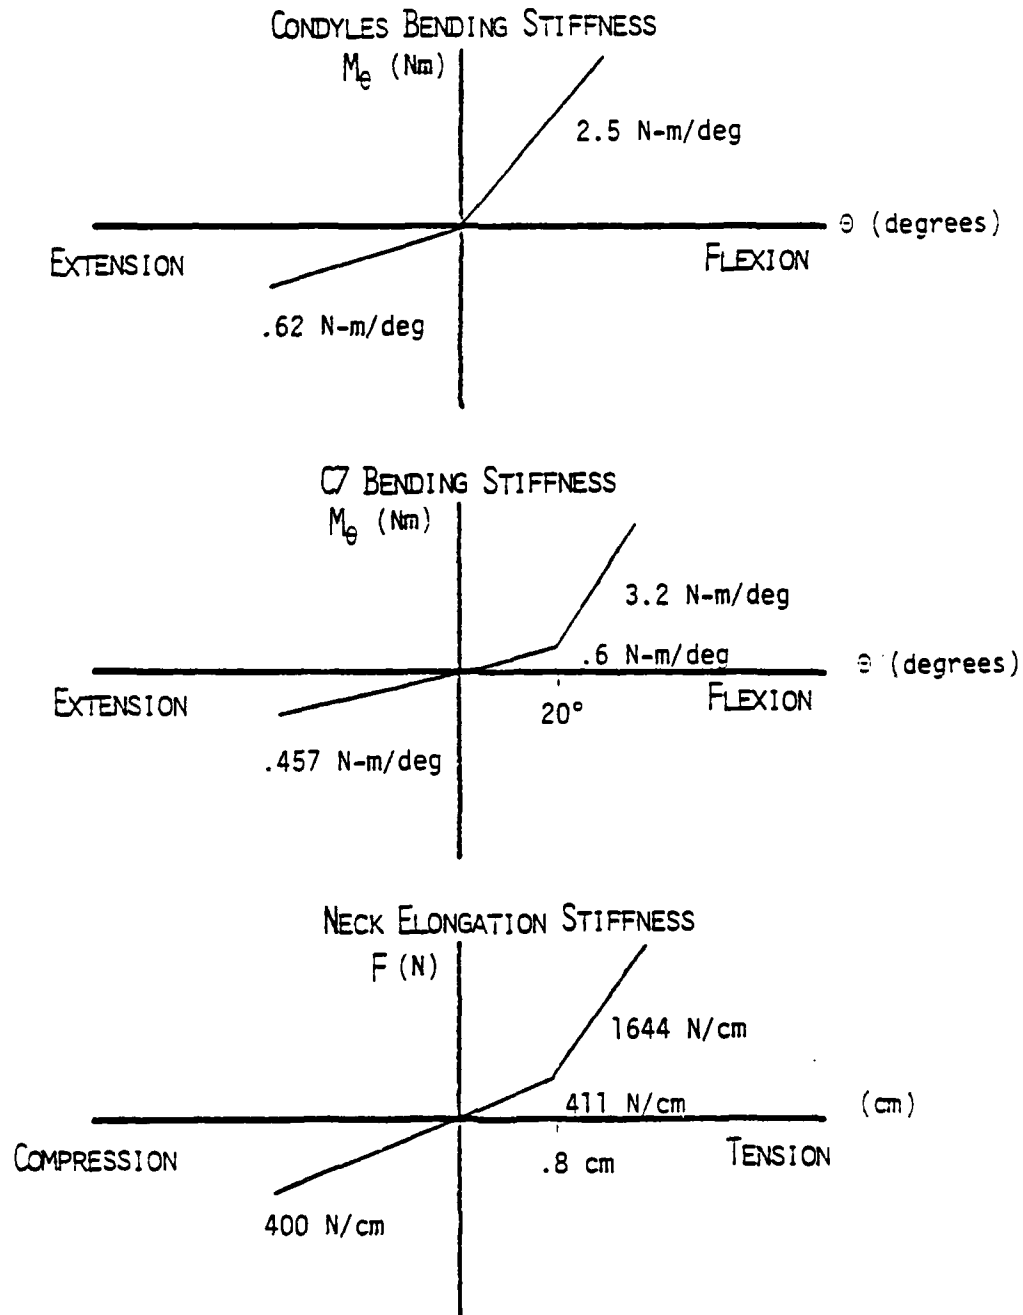 CONDYLES BENDING STIFFNESS
Mθ (Nm)
2.5 N-m/deg
θ (degrees)
EXTENSION
FLEXION
.62 N-m/deg
C7 BENDING STIFFNESS
Mθ (Nm)
3.2 N-m/deg
.6 N-m/deg
θ (degrees)
EXTENSION
20°
FLEXION
.457 N-m/deg
NECK ELONGATION STIFFNESS
F (N)
1644 N/cm
411 N/cm
(cm)
COMPRESSION
.8 cm
TENSION
400 N/cm